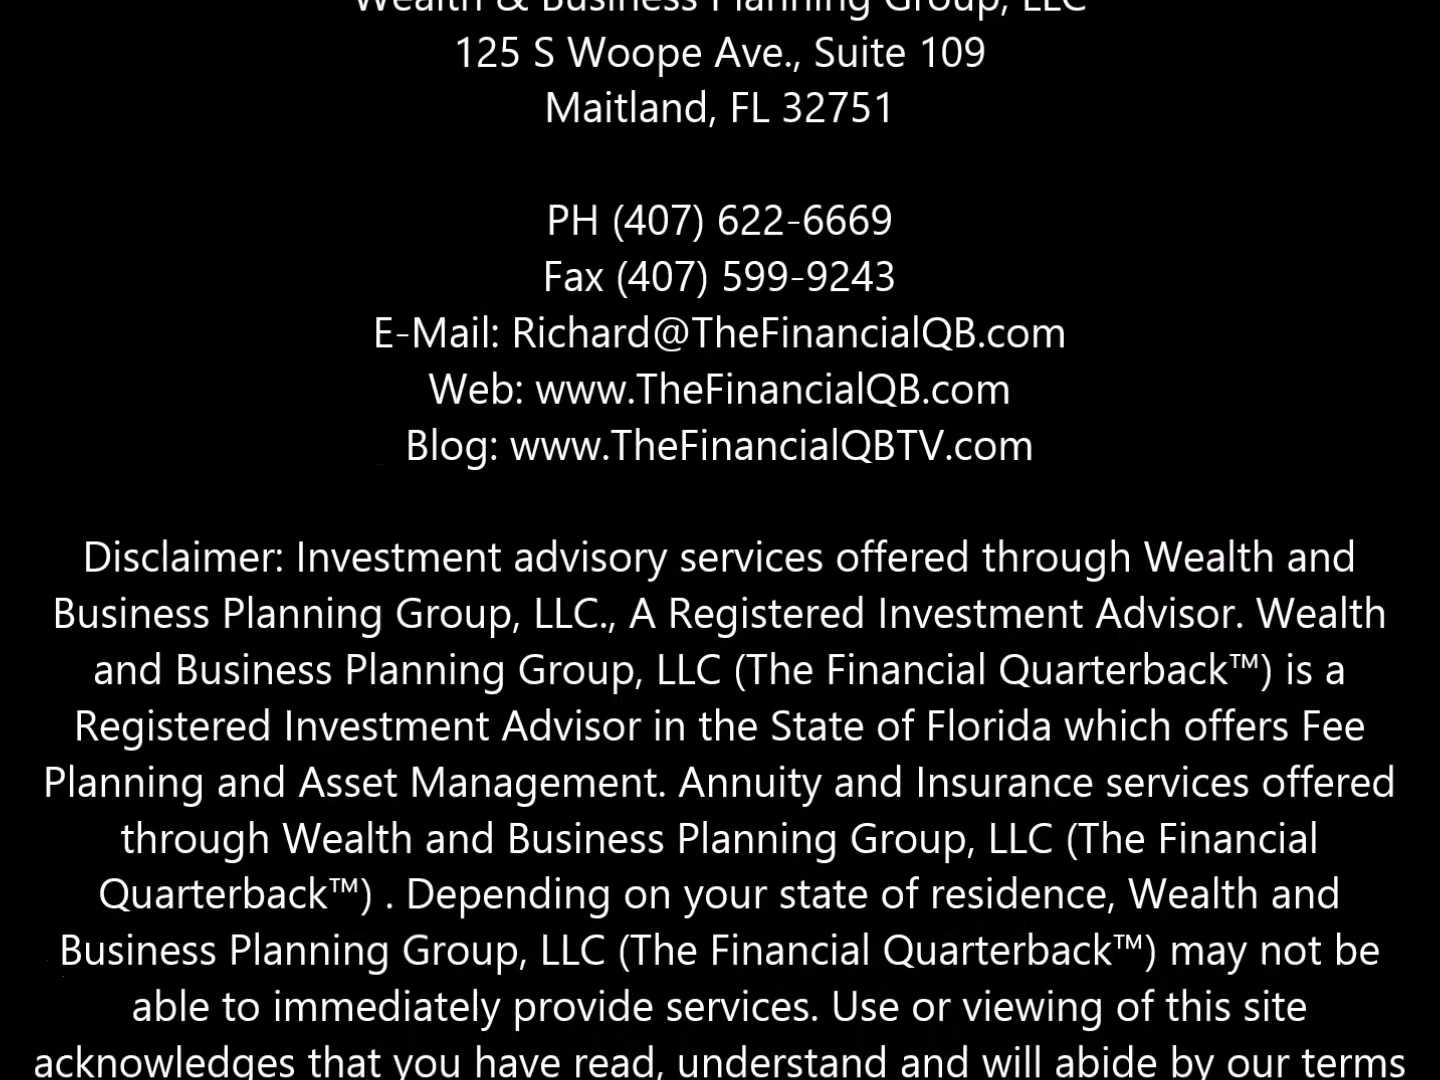 Wealth & Business Planning Group, LLC
125 S Woope Ave., Suite 109
Maitland, FL 32751
PH (407) 622-6669
Fax (407) 599-9243
E-Mail: Richard@TheFinancialQB.com
Web: www.TheFinancialQB.com
Blog: www.TheFinancialQBTV.com
Disclaimer: Investment advisory services offered through Wealth and
Business Planning Group, LLC., A Registered Investment Advisor. Wealth
and Business Planning Group, LLC (The Financial Quarterback™) is a
Registered Investment Advisor in the State of Florida which offers Fee
Planning and Asset Management. Annuity and Insurance services offered
through Wealth and Business Planning Group, LLC (The Financial
Quarterback™) . Depending on your state of residence, Wealth and
Business Planning Group, LLC (The Financial Quarterback™) may not be
able to immediately provide services. Use or viewing of this site
acknowledges that you have read, understand and will abide by our terms